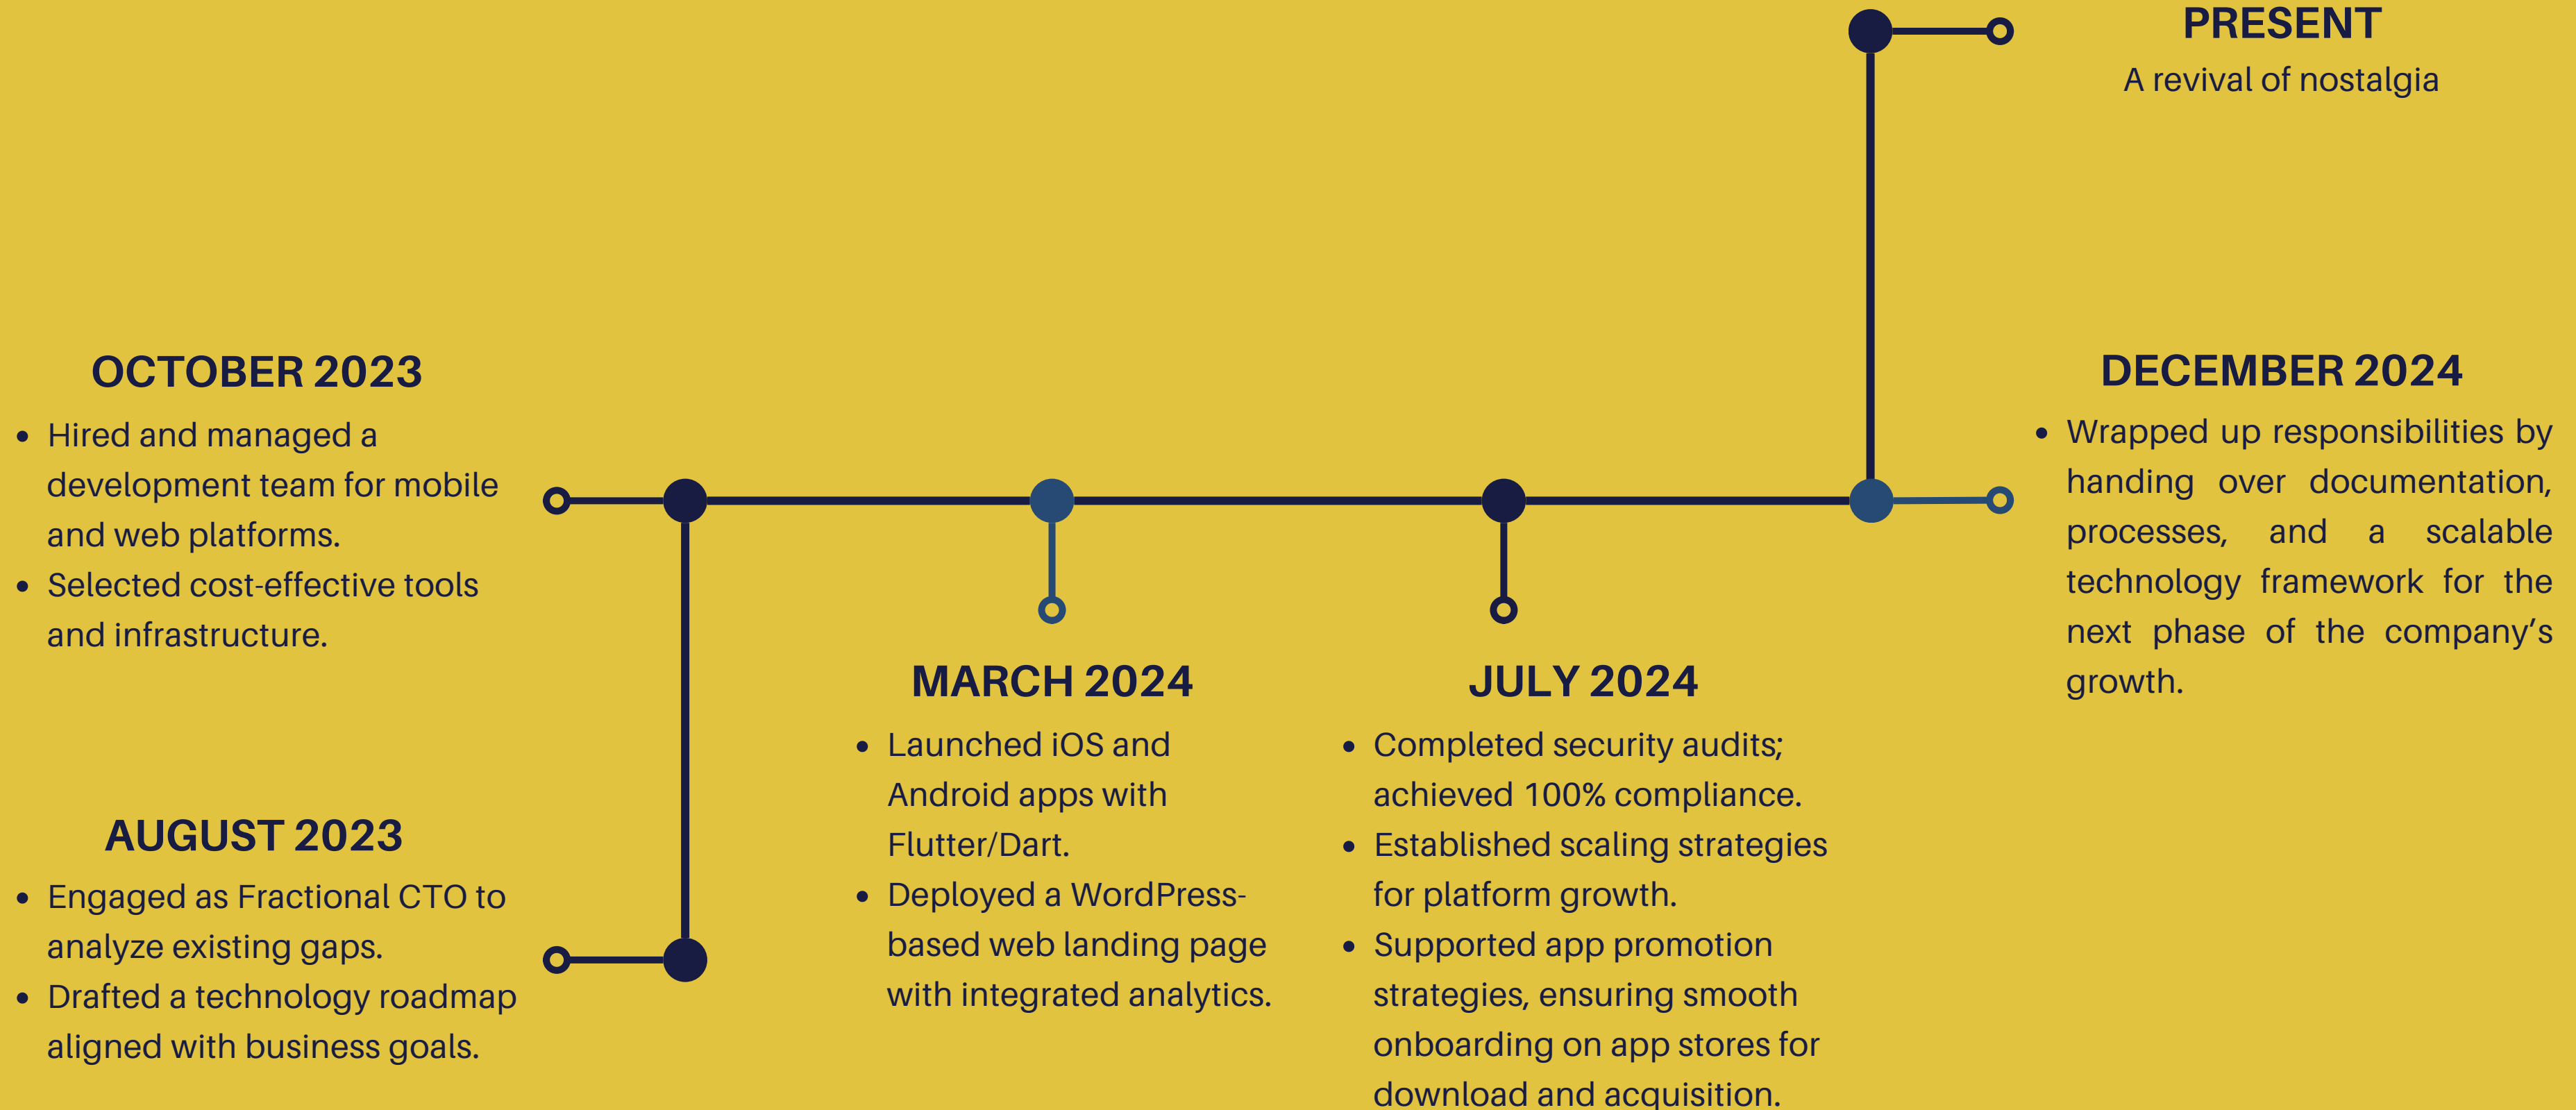 PRESENT
A revival of nostalgia
OCTOBER 2023
• Hired and managed a
development team for mobile
and web platforms.
• Selected cost-effective tools
and infrastructure.
DECEMBER 2024
• Wrapped up responsibilities by
handing over documentation,
processes, and a scalable
technology framework for the
next phase of the company’s
growth.
AUGUST 2023
• Engaged as Fractional CTO to
analyze existing gaps.
• Drafted a technology roadmap
aligned with business goals.
MARCH 2024
• Launched iOS and
Android apps with
Flutter/Dart.
• Deployed a WordPress-
based web landing page
with integrated analytics.
JULY 2024
• Completed security audits;
achieved 100% compliance.
• Established scaling strategies
for platform growth.
• Supported app promotion
strategies, ensuring smooth
onboarding on app stores for
download and acquisition.